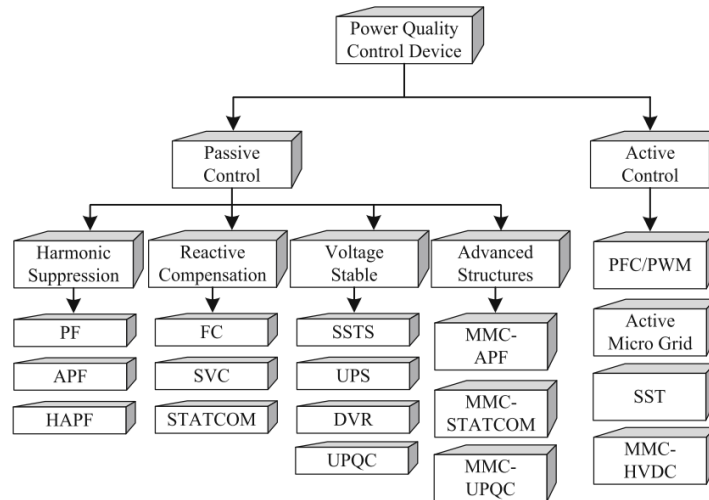 Power Quality
Control Device
Passive
Control
Active
Control
Harmonic
Suppression
Reactive
Compensation
Voltage
Stable
Advanced
Structures
PFC/PWM
PF
APF
HAPF
FC
SVC
STATCOM
SSTS
UPS
DVR
UPQC
MMC-
APF
MMC-
STATCOM
MMC-
UPQC
Active
Micro Grid
SST
MMC-
HVDC